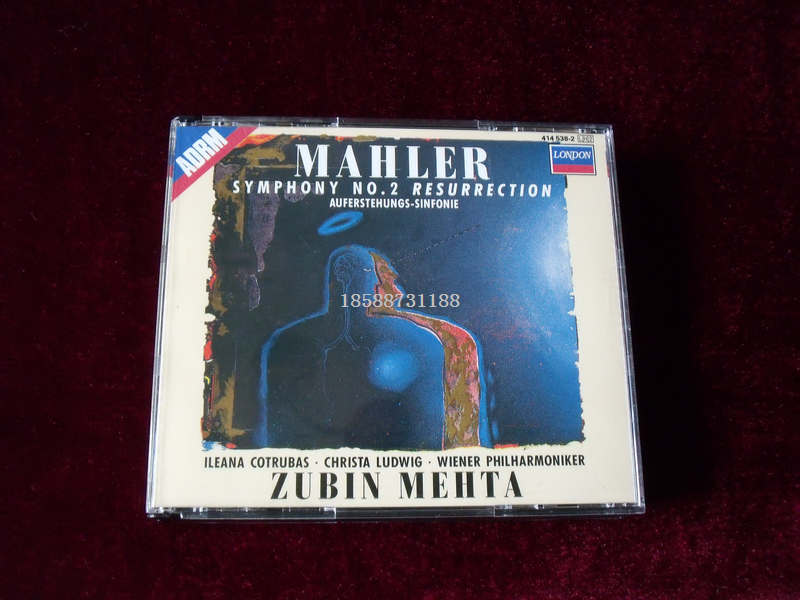 ADRM
414 538-2 LH2
LONDON
MAHLER
SYMPHONY NO.2 RESURRECTION
AUFERSTEHUNGS-SINFONIE
18588731188
ILEANA COTRUBAS · CHRISTA LUDWIG · WIENER PHILHARMONIKER
ZUBIN MEHTA